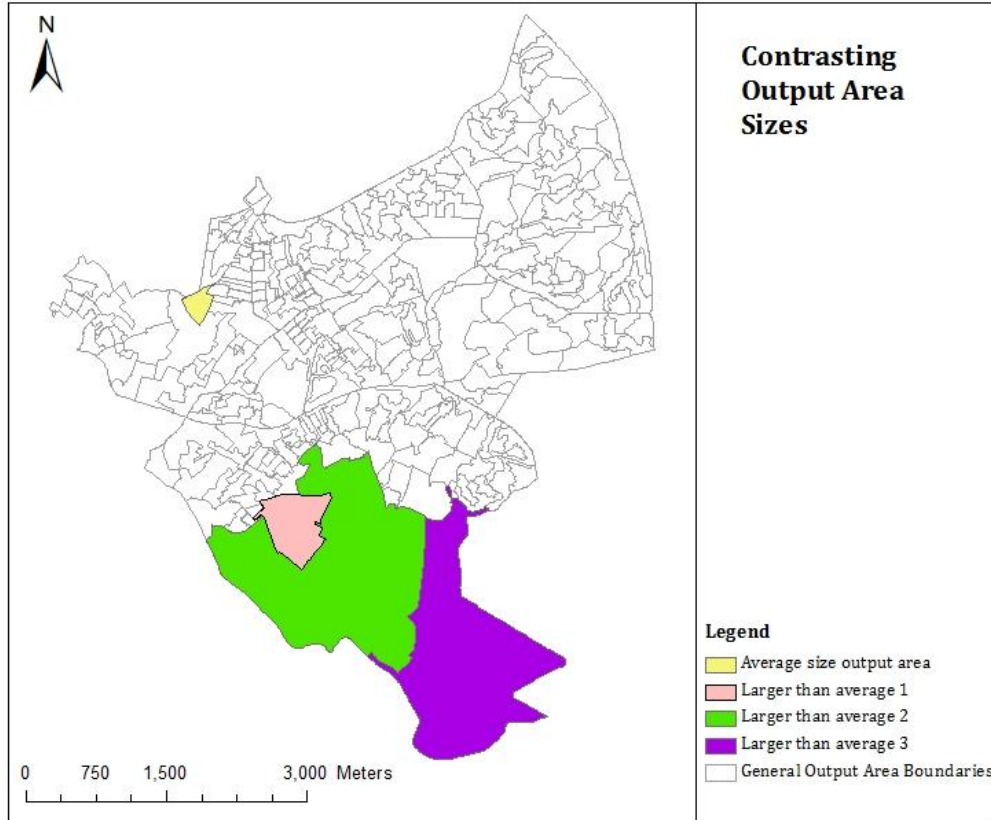 N
Contrasting
Output Area
Sizes
Legend
Average size output area
Larger than average 1
Larger than average 2
Larger than average 3
General Output Area Boundaries
0 750 1,500 3,000 Meters